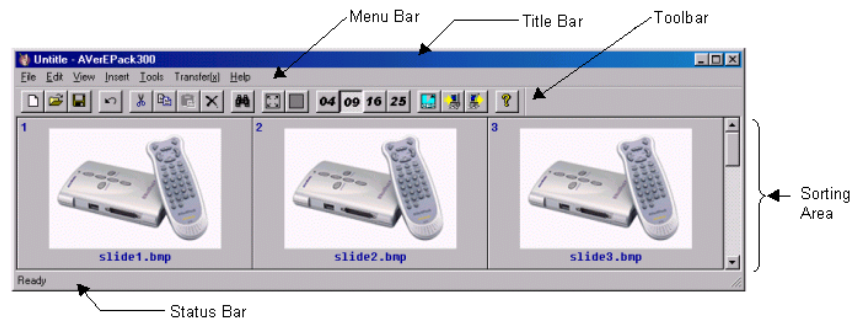 Menu Bar
Title Bar
Toolbar
Untitle - AVerEPack300
File Edit View Insert Tools Transfer(x) Help
04 09 16 25
1
2
3
slide1.bmp
slide2.bmp
slide3.bmp
Sorting
Area
Ready
Status Bar